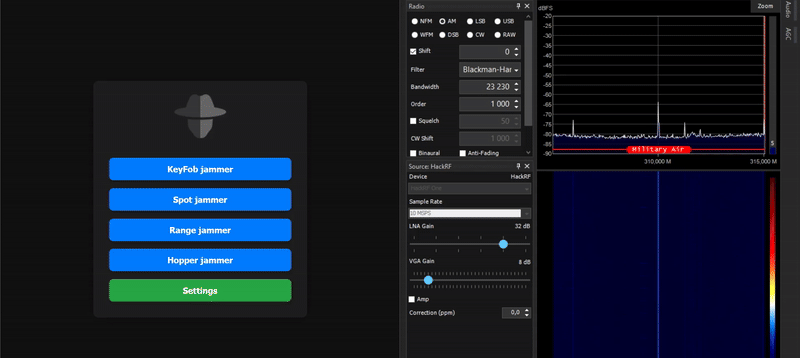 KeyFob jammer
Spot jammer
Range jammer
Hopper jammer
Settings
Radio
NFM AM LSB USB
WFM DSB CW RAW
Shift 0
Filter Blackman-Har
Bandwidth 23 230
Order 1 000
Squelch 50
CW Shift 1 000
Binaural Anti-Fading
Source: HackRF
Device HackRF
HackRF One
Sample Rate
10 MSPS
LNA Gain 32 dB
VGA Gain 8 dB
Amp
Correction (ppm) 0,0
dBFS
Zoom
-20
-25
-30
-35
-40
-45
-50
-55
-60
-65
-70
-75
-80
-85
-90
Military Air
310,000 M 315,000 M
5
Audio
AGC